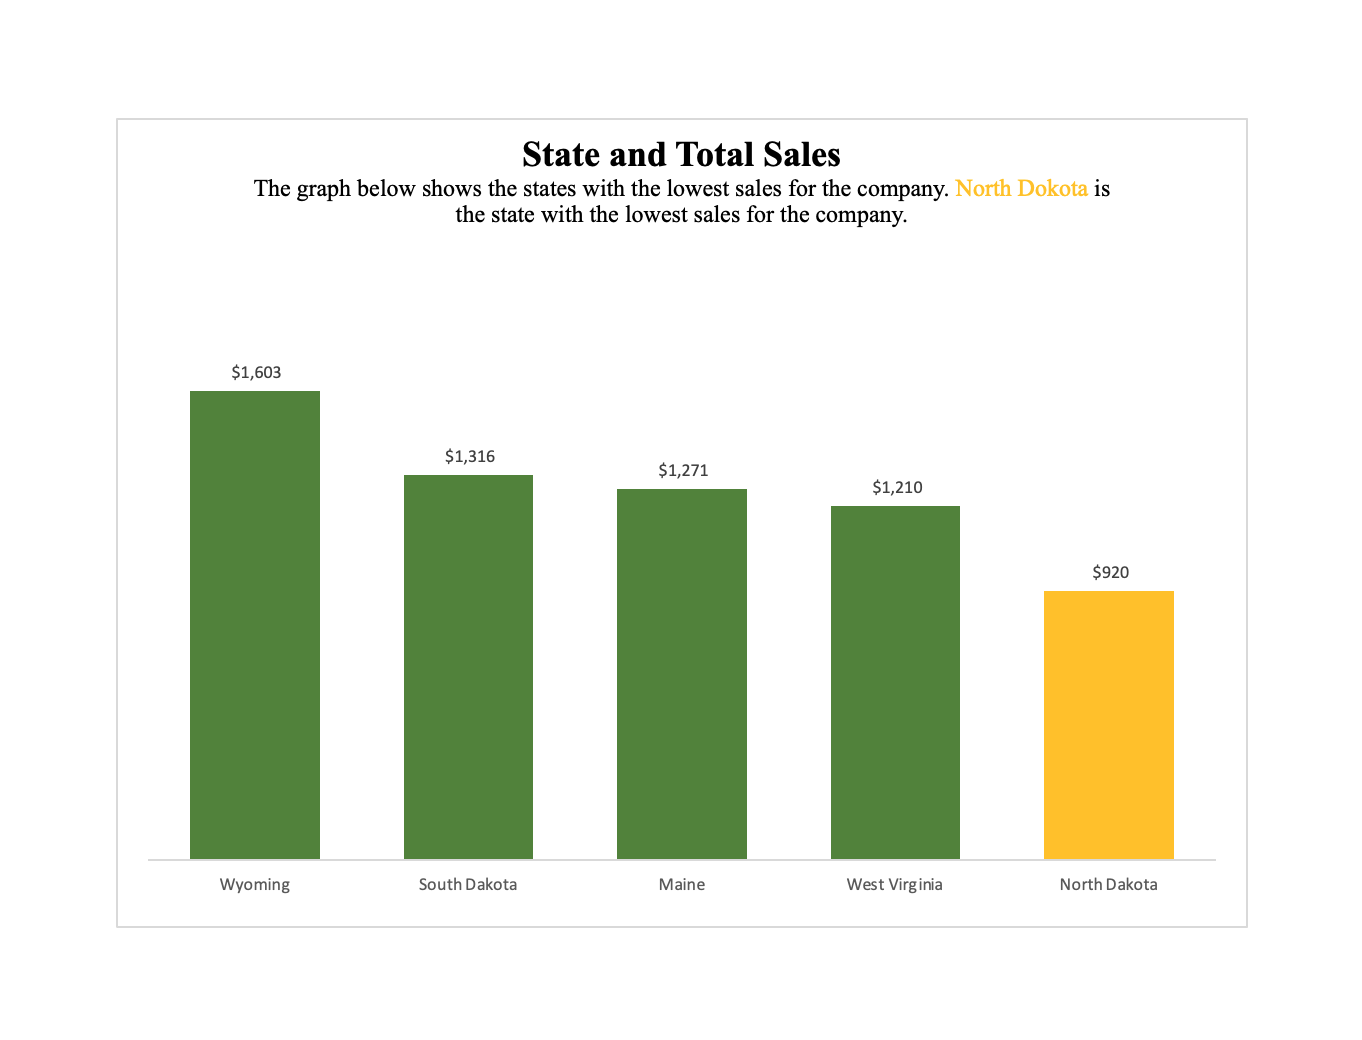 State and Total Sales
The graph below shows the states with the lowest sales for the company. North Dokota is
the state with the lowest sales for the company.
$1,603
$1,316
$1,271
$1,210
$920
Wyoming
South Dakota
Maine
West Virginia
North Dakota